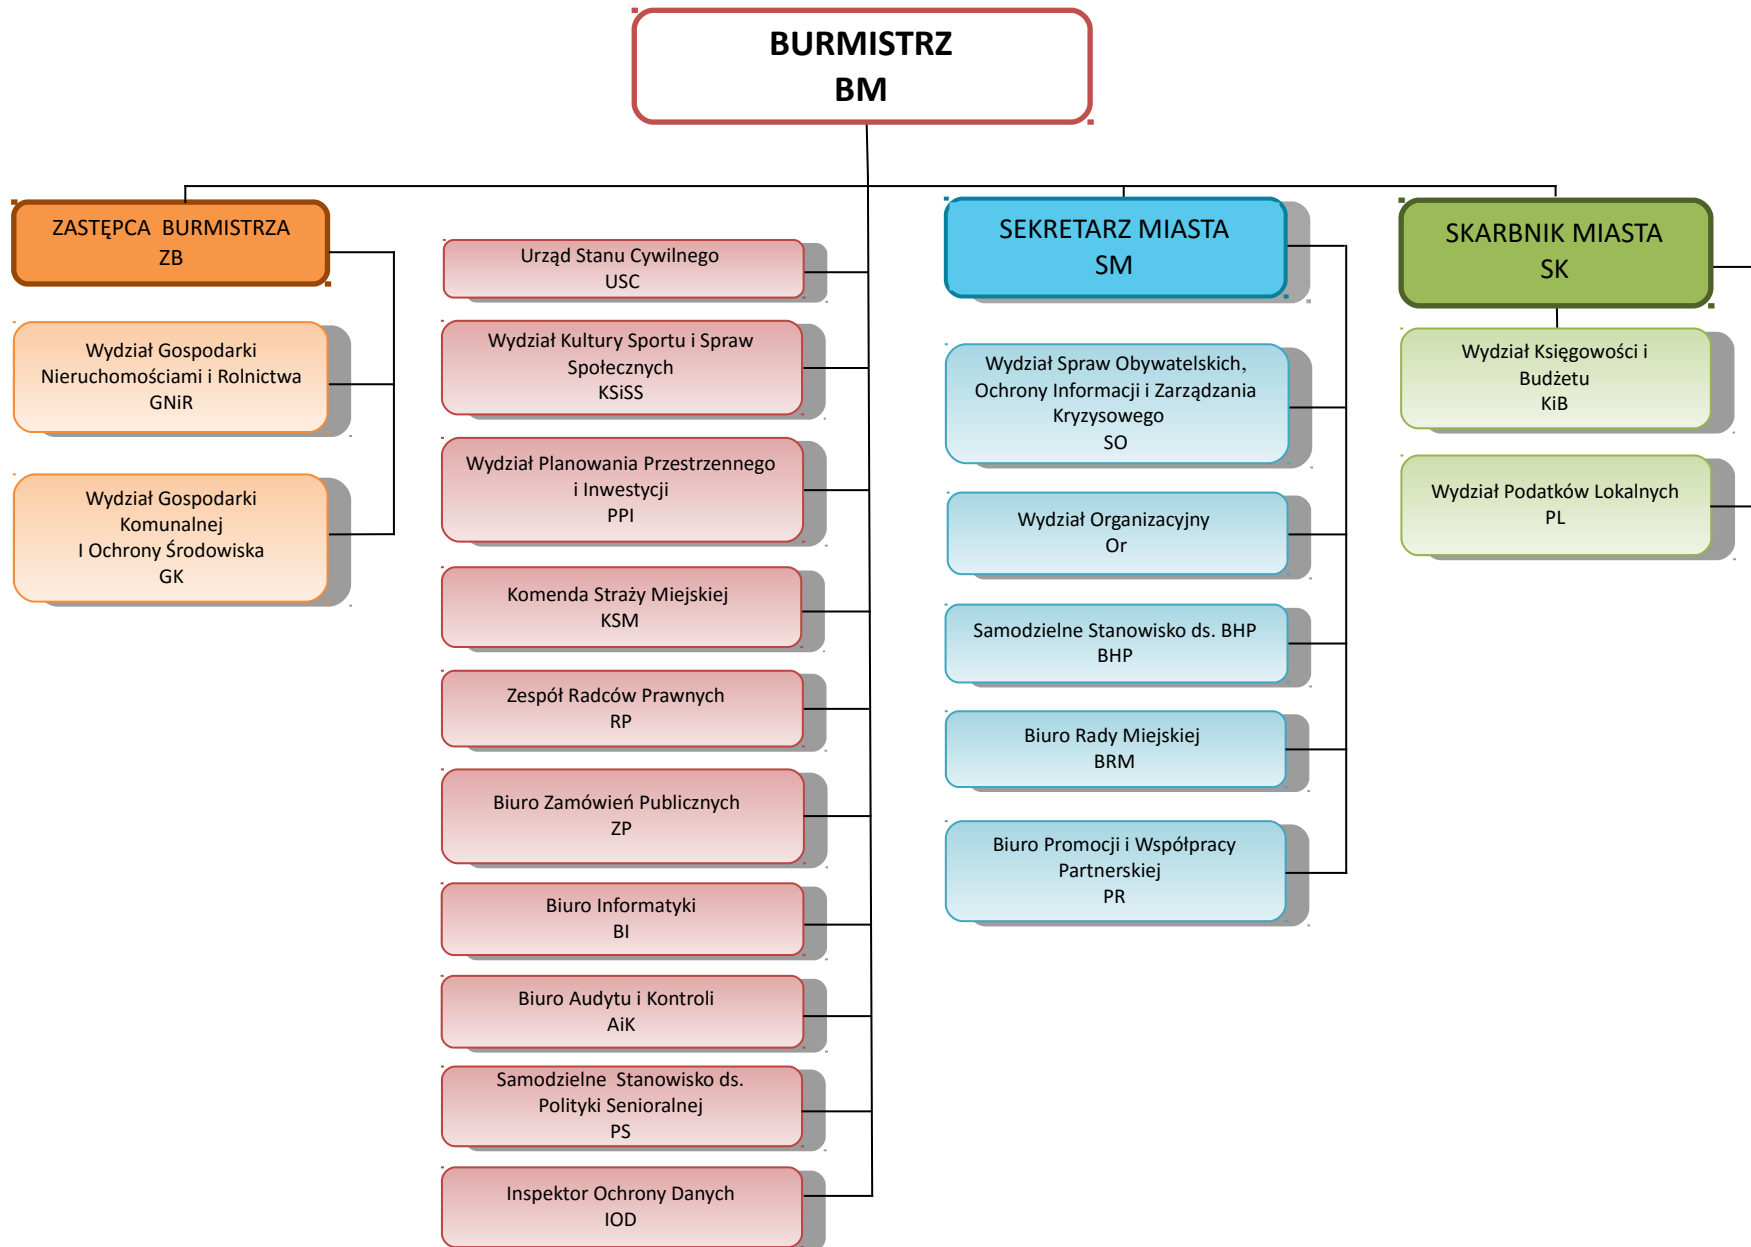 BURMISTRZ
BM
ZASTĘPCA  BURMISTRZA
ZB
Wydział Gospodarki
Nieruchomościami i Rolnictwa
GNiR
Wydział Gospodarki
Komunalnej
I Ochrony Środowiska
GK
Urząd Stanu Cywilnego
USC
Wydział Kultury Sportu i Spraw
Społecznych
KSiSS
Wydział Planowania Przestrzennego
i Inwestycji
PPI
Komenda Straży Miejskiej
KSM
Zespół Radców Prawnych
RP
Biuro Zamówień Publicznych
ZP
Biuro Informatyki
BI
Biuro Audytu i Kontroli
AiK
Samodzielne  Stanowisko ds.
Polityki Senioralnej
PS
Inspektor Ochrony Danych
IOD
SEKRETARZ MIASTA
SM
Wydział Spraw Obywatelskich,
Ochrony Informacji i Zarządzania
Kryzysowego
SO
Wydział Organizacyjny
Or
Samodzielne Stanowisko ds. BHP
BHP
Biuro Rady Miejskiej
BRM
Biuro Promocji i Współpracy
Partnerskiej
PR
SKARBNIK MIASTA
SK
Wydział Księgowości i
Budżetu
KiB
Wydział Podatków Lokalnych
PL